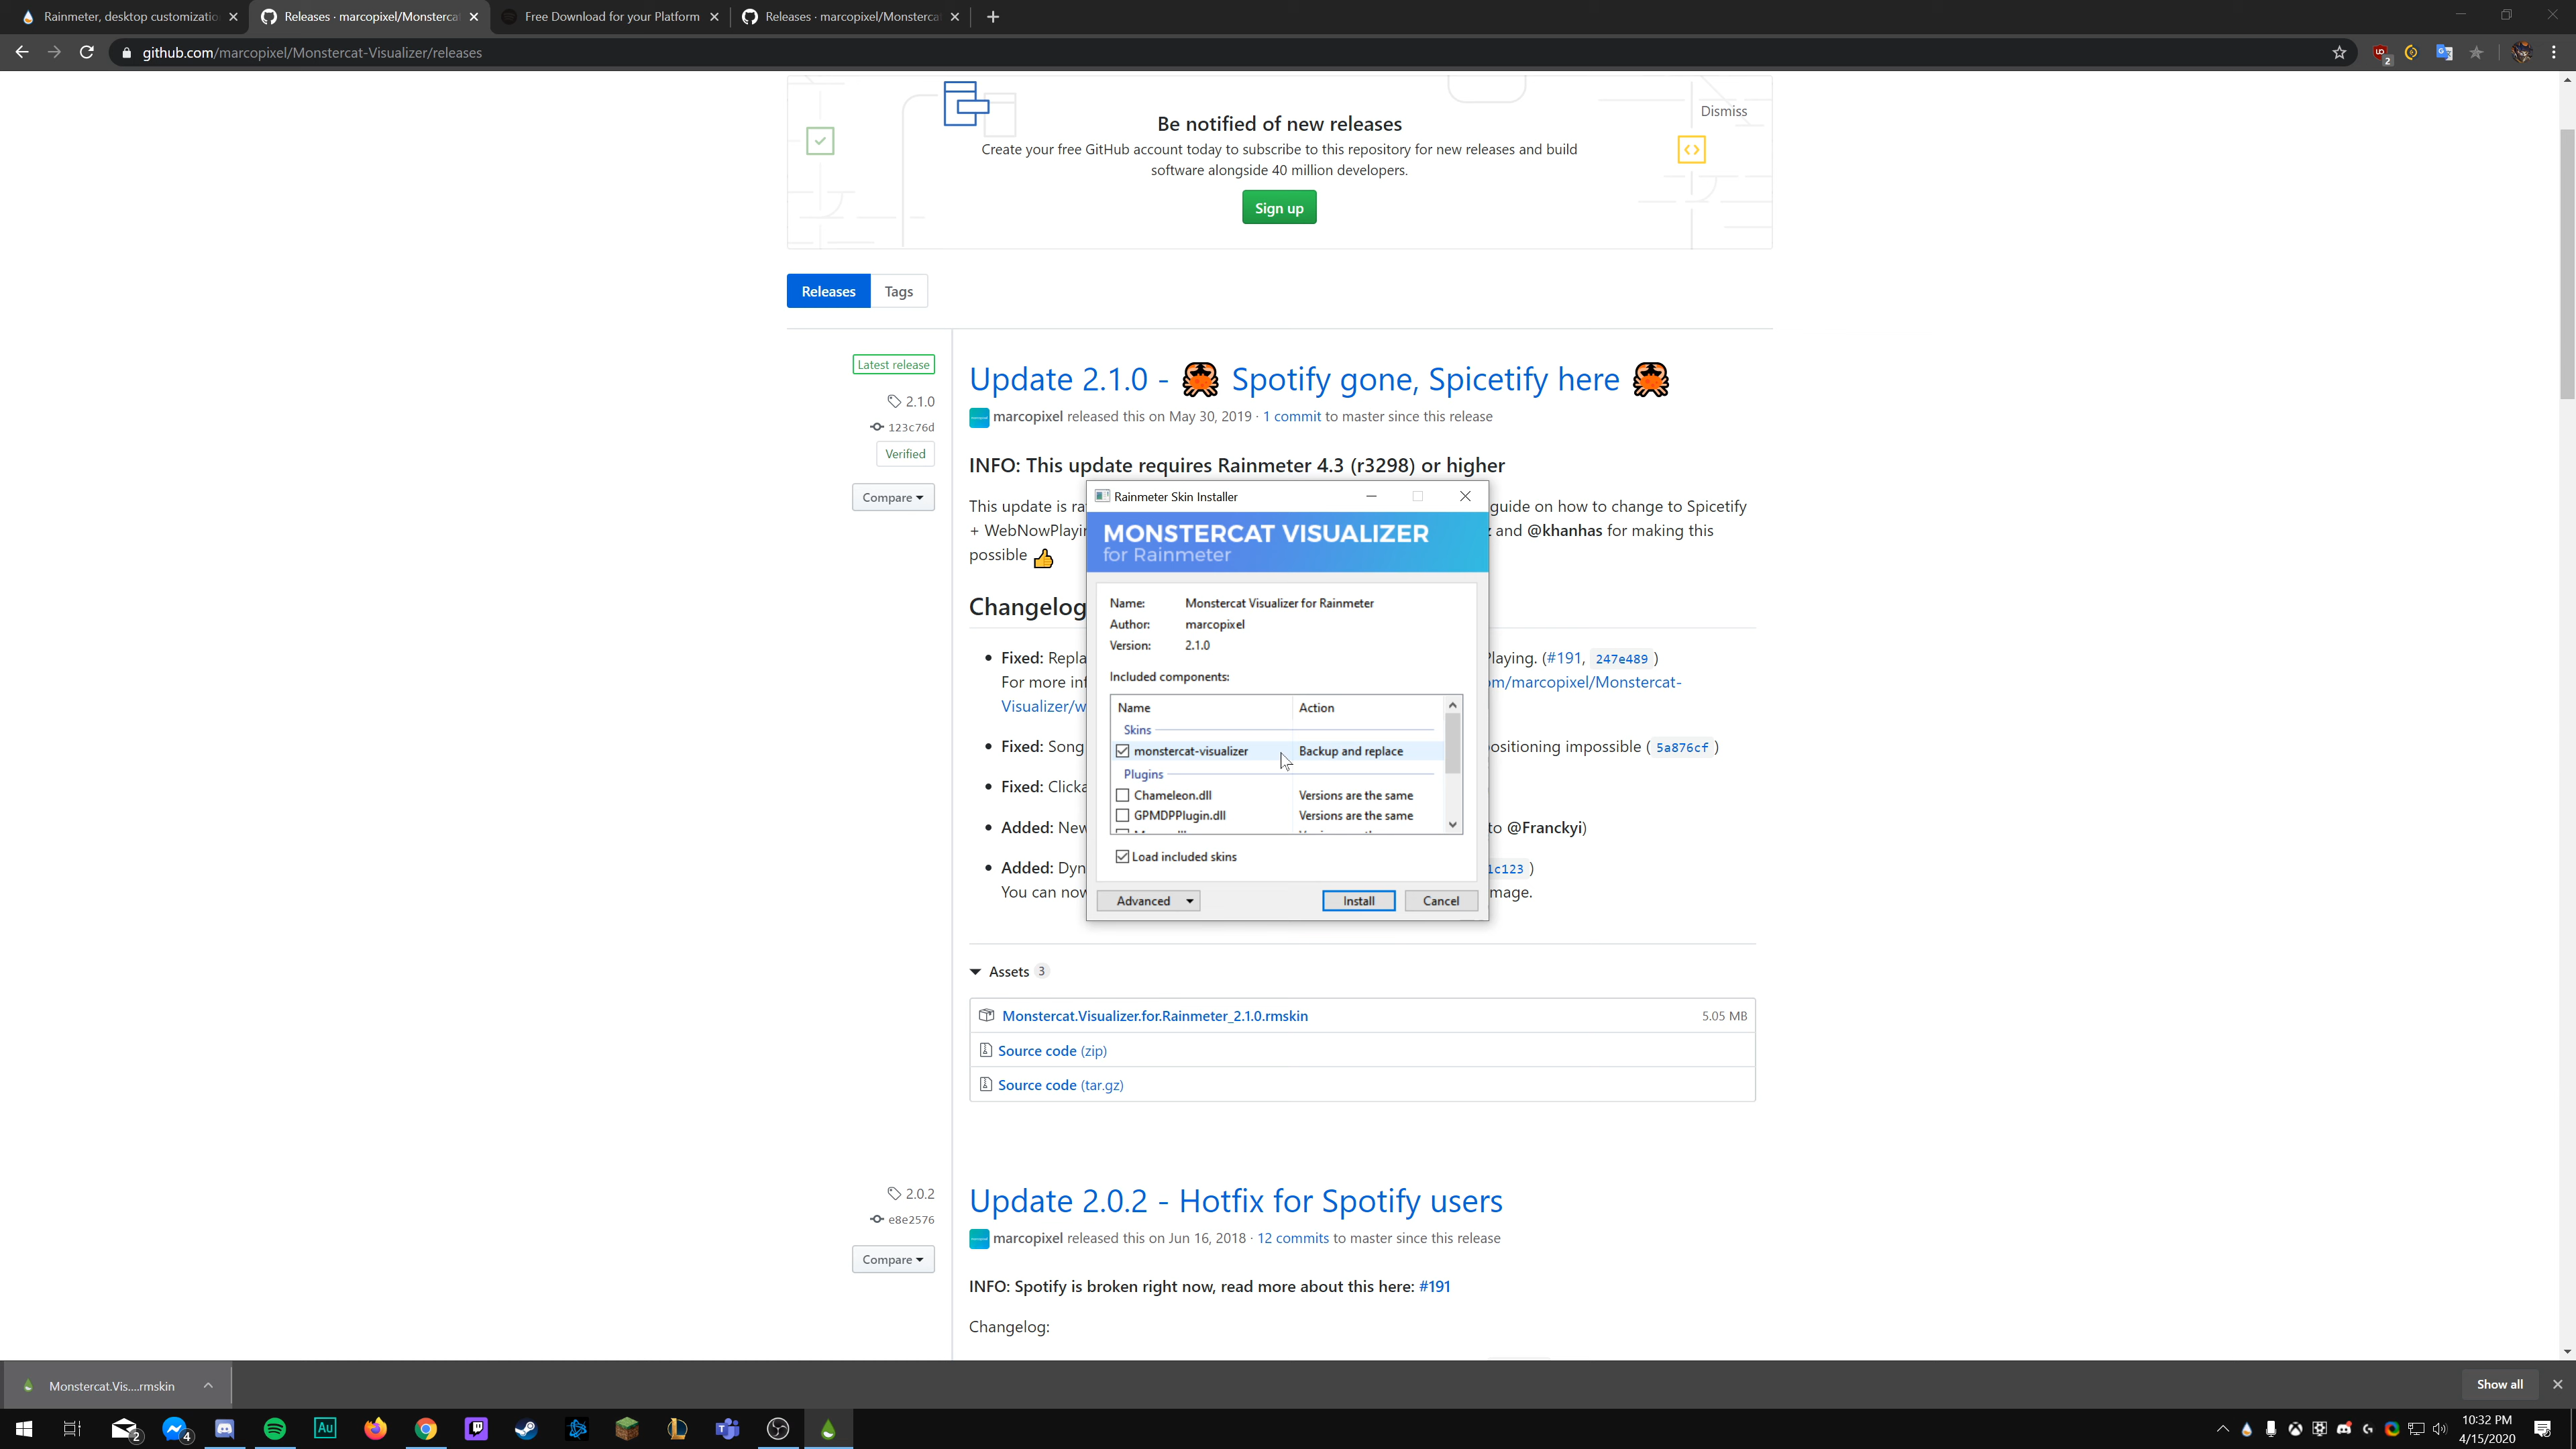 Rainmeter, desktop customizatio
Releases · marcopixel/Monsterca
Free Download for your Platform
Releases · marcopixel/Monsterca
github.com/marcopixel/Monstercat-Visualizer/releases
2
Be notified of new releases
Dismiss
Create your free GitHub account today to subscribe to this repository for new releases and build
software alongside 40 million developers.
Sign up
Releases
Tags
Latest release
2.1.0
123c76d
Verified
Compare
Update 2.1.0 - 🦀 Spotify gone, Spicetify here 🦀
marcopixel released this on May 30, 2019 · 1 commit to master since this release
INFO: This update requires Rainmeter 4.3 (r3298) or higher
This update is ra
guide on how to change to Spicetify
+ WebNowPlayin
and @khanhas for making this
possible 👍
Changelog
Fixed: Repla
laying. (#191, 247e489 )
For more inf
om/marcopixel/Monstercat-
Visualizer/w
Fixed: Song
ositioning impossible ( 5a876cf )
Fixed: Clicka
Added: New
to @Franckyi)
Added: Dyn
1c123 )
You can now
mage.
Rainmeter Skin Installer
MONSTERCAT VISUALIZER
for Rainmeter
Name: Monstercat Visualizer for Rainmeter
Author: marcopixel
Version: 2.1.0
Included components:
Name Action
Skins
monstercat-visualizer Backup and replace
Plugins
Chameleon.dll Versions are the same
GPMDPPlugin.dll Versions are the same
Load included skins
Advanced
Install
Cancel
Assets 3
Monstercat.Visualizer.for.Rainmeter_2.1.0.rmskin 5.05 MB
Source code (zip)
Source code (tar.gz)
2.0.2
e8e2576
Compare
Update 2.0.2 - Hotfix for Spotify users
marcopixel released this on Jun 16, 2018 · 12 commits to master since this release
INFO: Spotify is broken right now, read more about this here: #191
Changelog:
Monstercat.Vis....rmskin
Show all
2
4
Au
10:32 PM
4/15/2020